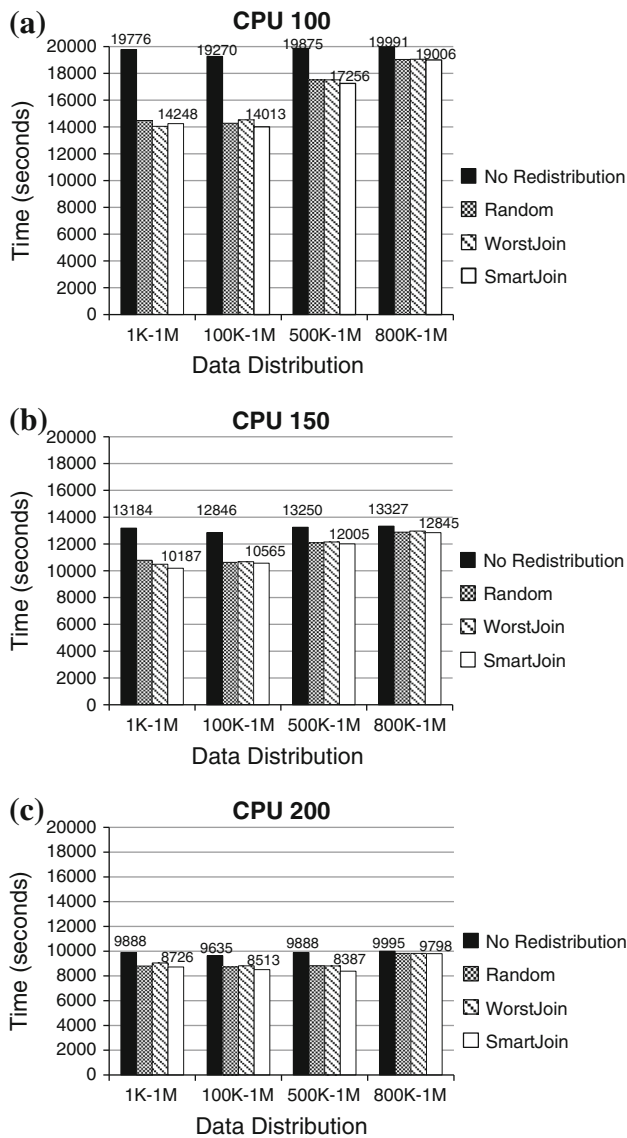 (a)
CPU 100
Time (seconds)
20000
18000
16000
14000
12000
10000
8000
6000
4000
2000
0
19776
14248
19270
14013
19875
17256
19991
19006
1K-1M
100K-1M
500K-1M
800K-1M
Data Distribution
No Redistribution
Random
WorstJoin
SmartJoin
(b)
CPU 150
Time (seconds)
20000
18000
16000
14000
12000
10000
8000
6000
4000
2000
0
13184
10187
12846
10565
13250
12005
13327
12845
1K-1M
100K-1M
500K-1M
800K-1M
Data Distribution
No Redistribution
Random
WorstJoin
SmartJoin
(c)
CPU 200
Time (seconds)
20000
18000
16000
14000
12000
10000
8000
6000
4000
2000
0
9888
8726
9635
8513
9888
8387
9995
9798
1K-1M
100K-1M
500K-1M
800K-1M
Data Distribution
No Redistribution
Random
WorstJoin
SmartJoin